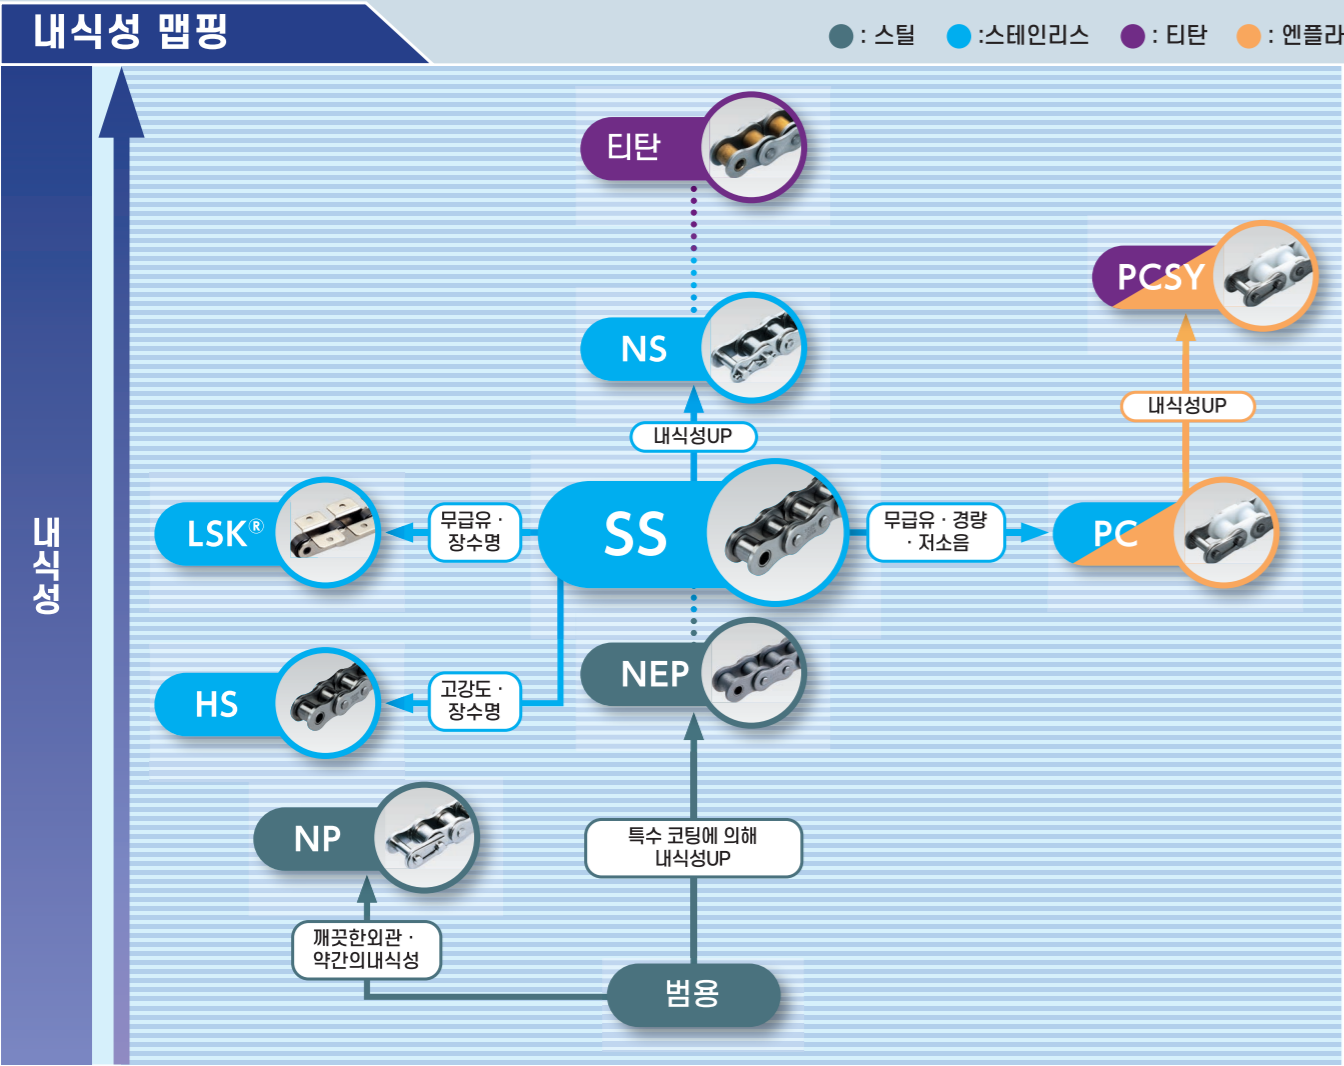 내식성 맵핑
: 스틸
:스테인리스
: 티탄
: 엔플라
내식성
티탄
PCSY
NS
내식성UP
내식성UP
LSK®
무급유 ·
장수명
SS
무급유 · 경량
· 저소음
PC
HS
고강도 ·
장수명
NEP
NP
특수 코팅에 의해
내식성UP
깨끗한외관 ·
약간의내식성
범용